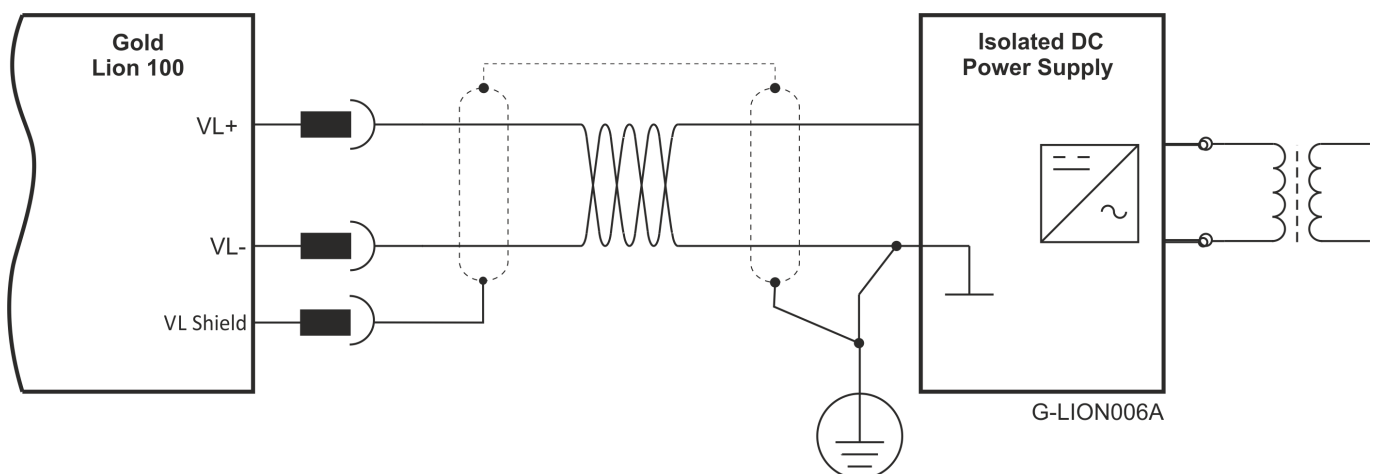 Gold
Lion 100
VL+
VL-
VL Shield
Isolated DC
Power Supply
G-LION006A